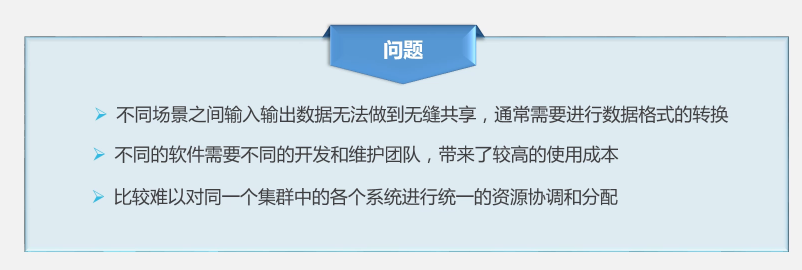 问题
不同场景之间输入输出数据无法做到无缝共享，通常需要进行数据格式的转换
不同的软件需要不同的开发和维护团队，带来了较高的使用成本
比较难以对同一个集群中的各个系统进行统一的资源协调和分配